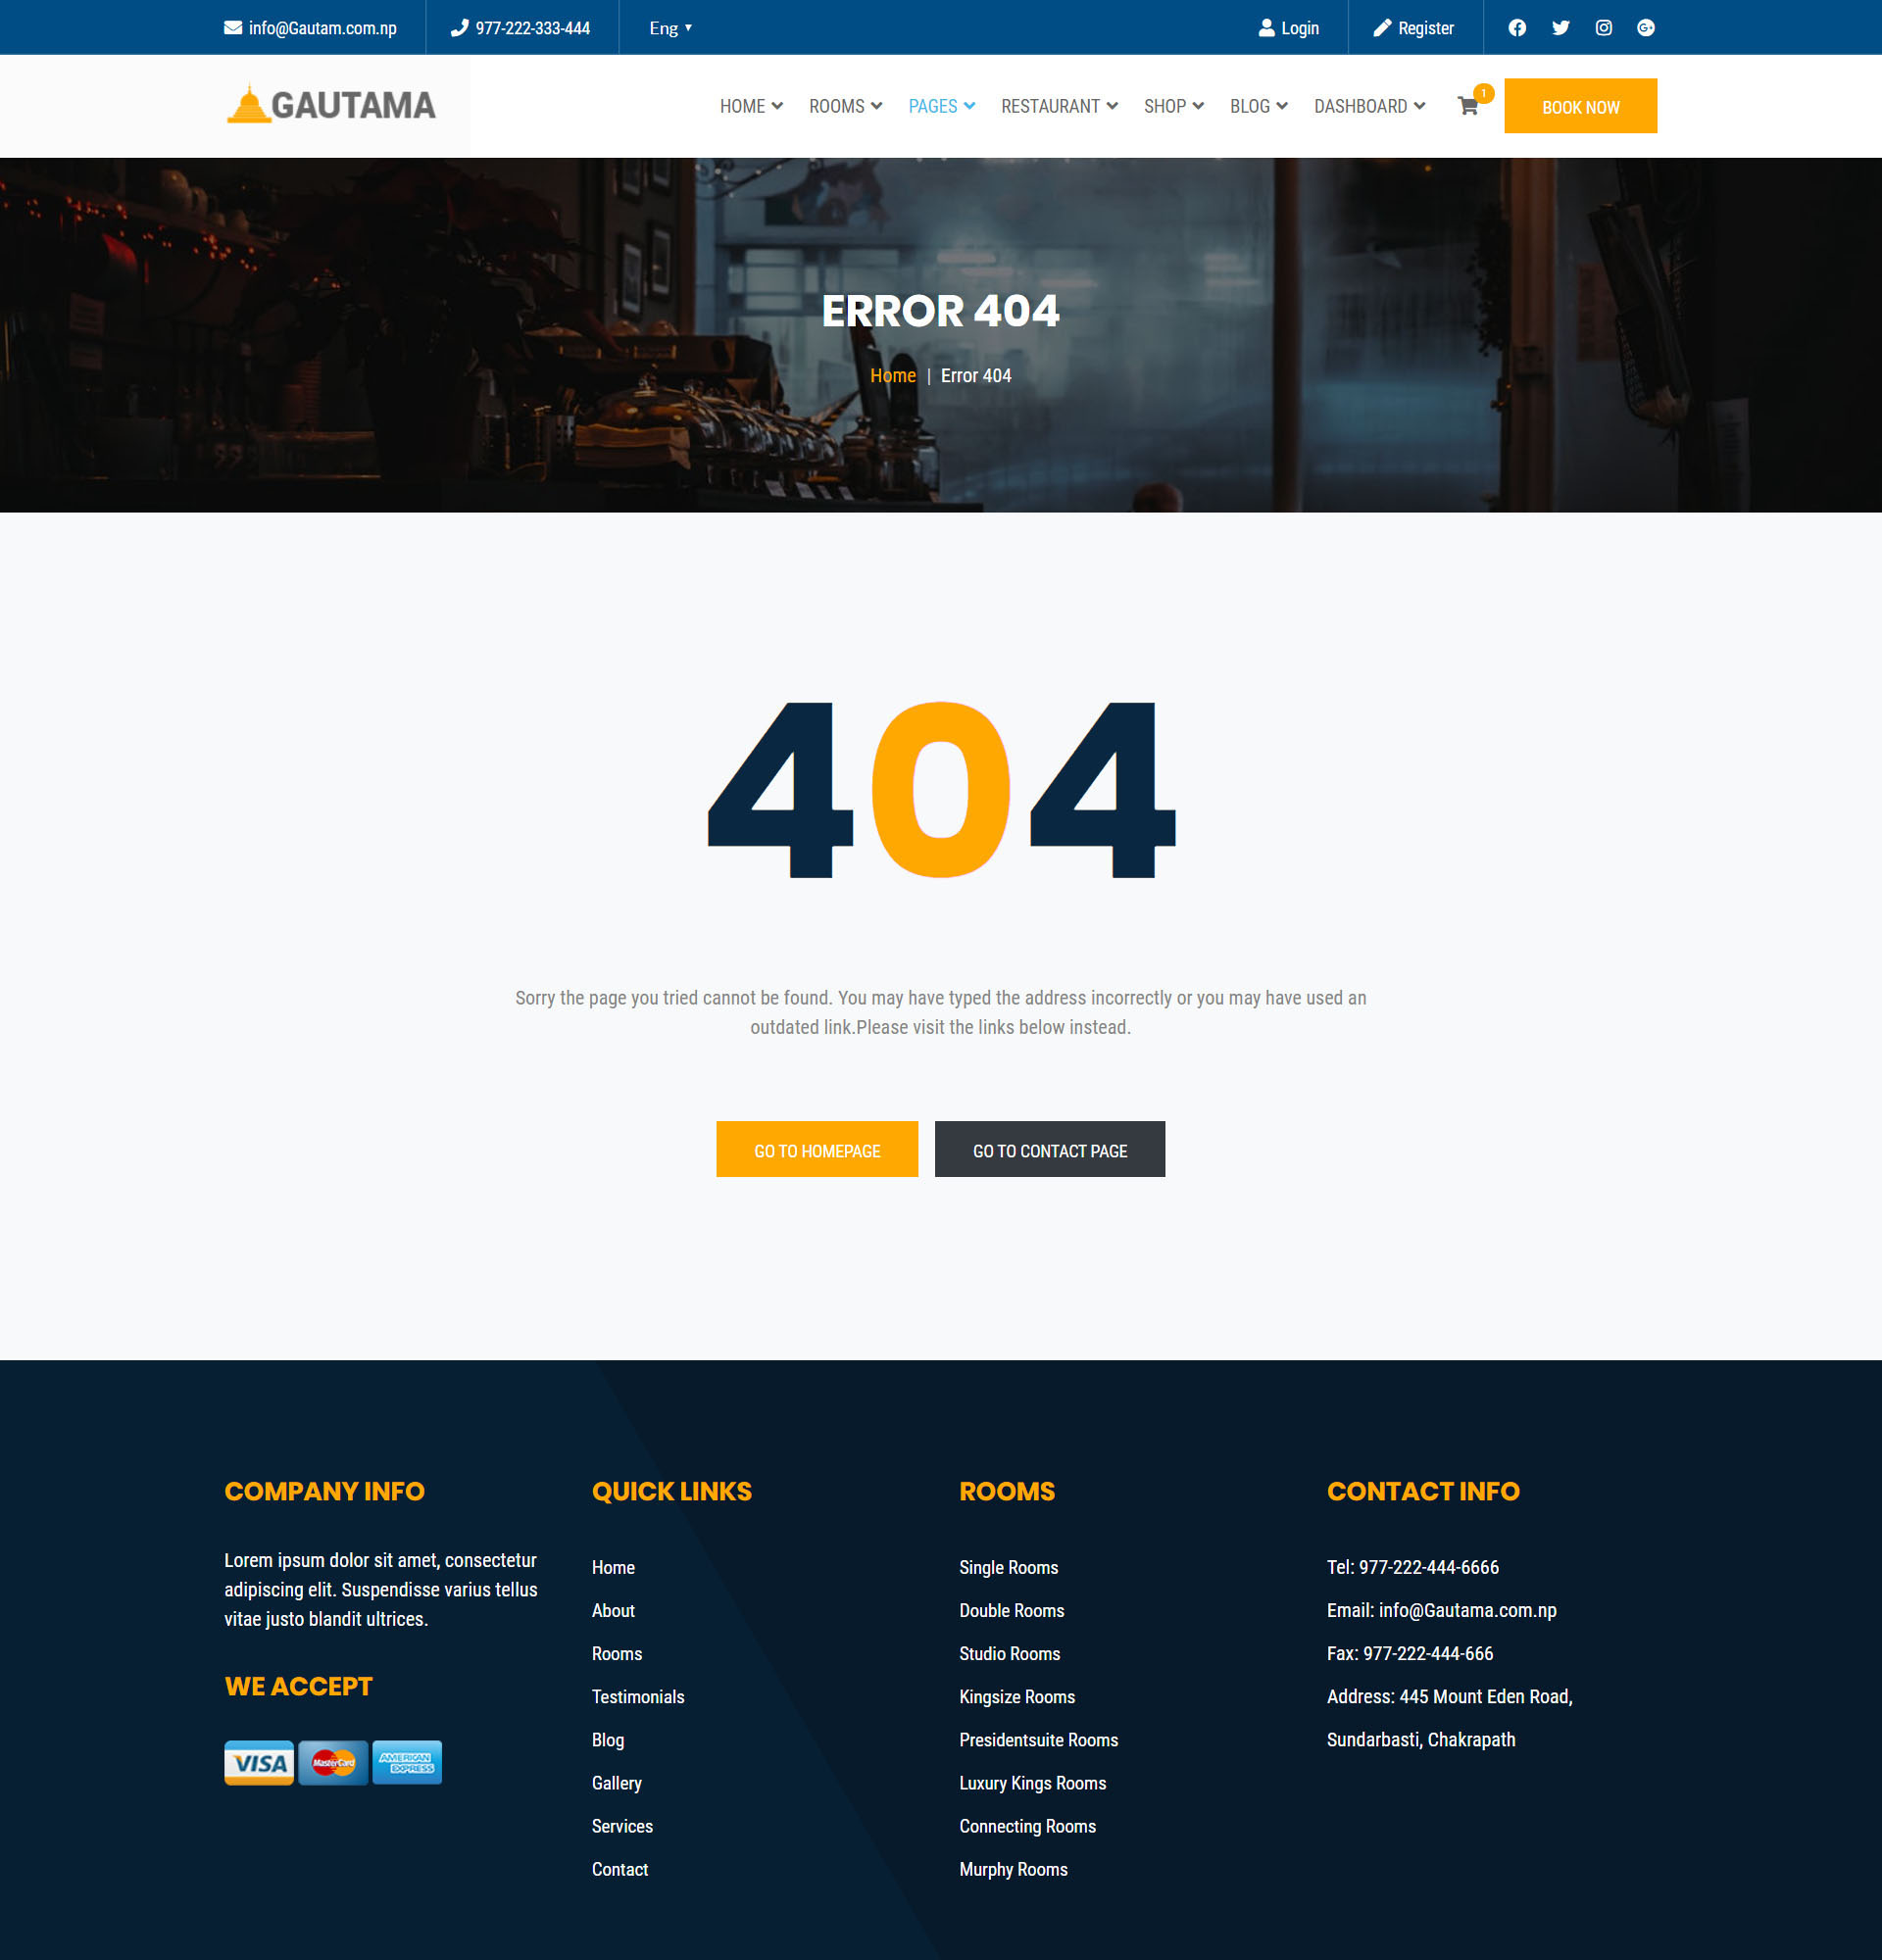 info@Gautam.com.np
977-222-333-444
Eng
Login
Register
GAUTAMA
HOME
ROOMS
PAGES
RESTAURANT
SHOP
BLOG
DASHBOARD
1
BOOK NOW
ERROR 404
Home | Error 404
404
Sorry the page you tried cannot be found. You may have typed the address incorrectly or you may have used an
outdated link.Please visit the links below instead.
GO TO HOMEPAGE
GO TO CONTACT PAGE
COMPANY INFO
Lorem ipsum dolor sit amet, consectetur
adipiscing elit. Suspendisse varius tellus
vitae justo blandit ultrices.
WE ACCEPT
VISA
MasterCard
AMERICAN
EXPRESS
QUICK LINKS
Home
About
Rooms
Testimonials
Blog
Gallery
Services
Contact
ROOMS
Single Rooms
Double Rooms
Studio Rooms
Kingsize Rooms
Presidentsuite Rooms
Luxury Kings Rooms
Connecting Rooms
Murphy Rooms
CONTACT INFO
Tel: 977-222-444-6666
Email: info@Gautama.com.np
Fax: 977-222-444-666
Address: 445 Mount Eden Road,
Sundarbasti, Chakrapath